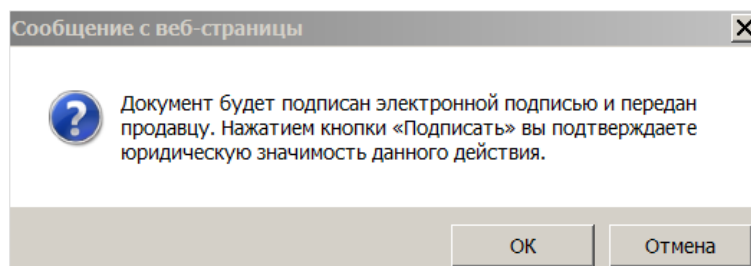 Сообщение с веб-страницы
Документ будет подписан электронной подписью и передан
продавцу. Нажатием кнопки «Подписать» вы подтверждаете
юридическую значимость данного действия.
ОК
Отмена